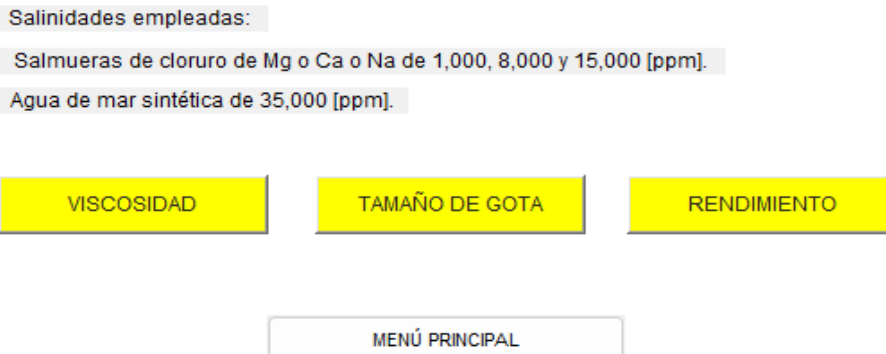 Salinidades empleadas:
Salmueras de cloruro de Mg o Ca o Na de 1,000, 8,000 y 15,000 [ppm].
Agua de mar sintética de 35,000 [ppm].
VISCOSIDAD
TAMAÑO DE GOTA
RENDIMIENTO
MENÚ PRINCIPAL